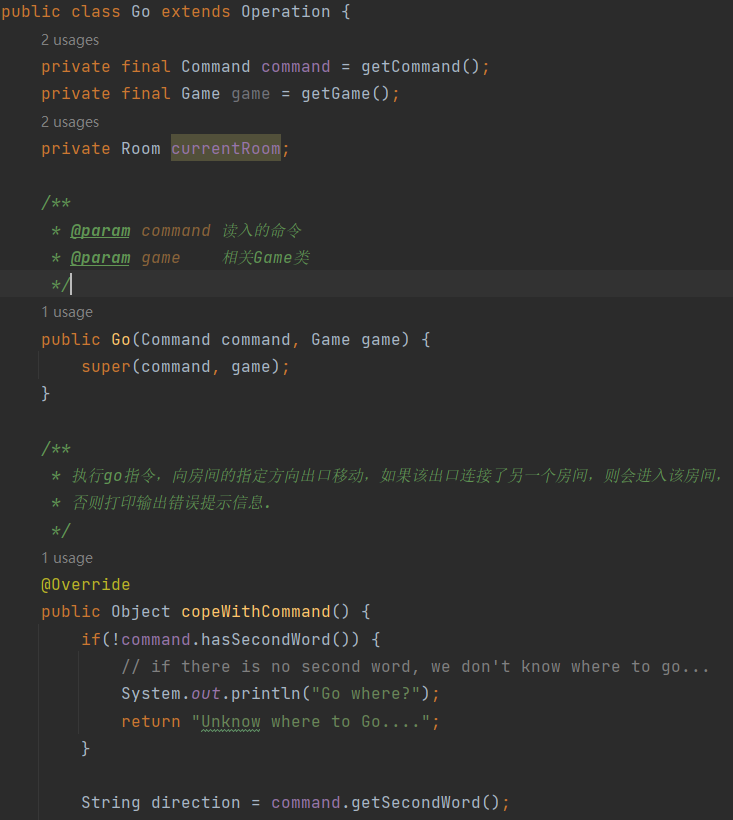 public class Go extends Operation {
2 usages
private final Command command = getCommand();
private final Game game = getGame();
2 usages
private Room currentRoom;
/**
* @param command 读入的命令
* @param game 相关Game类
*/
1 usage
public Go(Command command, Game game) {
super(command, game);
}
/**
* 执行go指令，向房间的指定方向出口移动，如果该出口连接了另一个房间，则会进入该房间，
* 否则打印输出错误提示信息.
*/
1 usage
@Override
public Object copeWithCommand() {
if(!command.hasSecondWord()) {
// if there is no second word, we don't know where to go...
System.out.println("Go where?");
return "Unknow where to Go....";
}
String direction = command.getSecondWord();